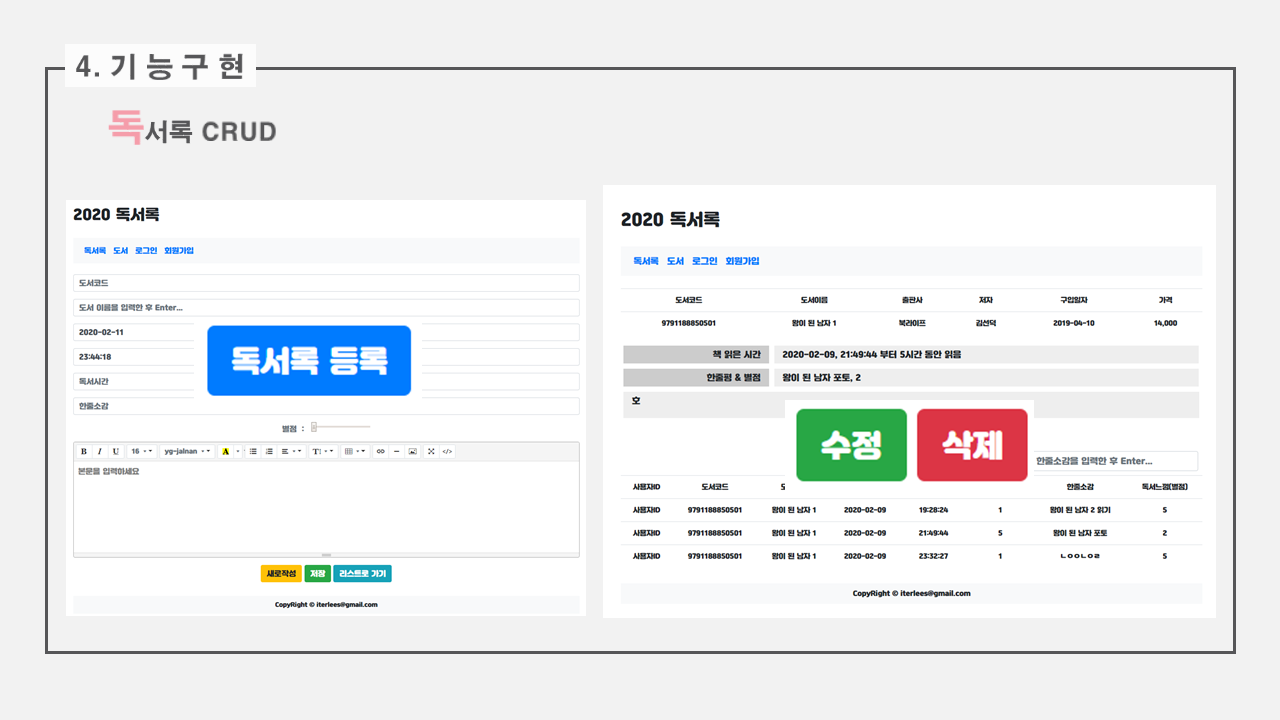 4. 기 능 구 현
독서록 CRUD
2020 독서록
독서록 도서 로그인 회원가입
도서코드
도서 이름을 입력한 후 Enter...
2020-02-11
23:44:18
독서시간
한줄소감
독서록 등록
별점 :
B I U 16 yg-jalnan A T
본문을 입력하세요
새로작성 저장 리스트로 가기
CopyRight © iterlees@gmail.com
2020 독서록
독서록 도서 로그인 회원가입
도서코드 도서이름 출판사 저자 구입일자 가격
9791188850501 왕이 된 남자 1 북라이프 김선덕 2019-04-10 14,000
책 읽은 시간 2020-02-09, 21:49:44 부터 5시간 동안 읽음
한줄평 & 별점 왕이 된 남자 포토, 2
호
수정 삭제
한줄소감을 입력한 후 Enter...
사용자ID 도서코드 한줄소감 독서느낌(별점)
사용자ID 9791188850501 왕이 된 남자 1 2020-02-09 19:28:24 1 왕이 된 남자 2 읽기 5
사용자ID 9791188850501 왕이 된 남자 1 2020-02-09 21:49:44 5 왕이 된 남자 포토 2
사용자ID 9791188850501 왕이 된 남자 1 2020-02-09 23:32:27 1 ㄴㅇㅇㄴㅇㄹ 5
CopyRight © iterlees@gmail.com